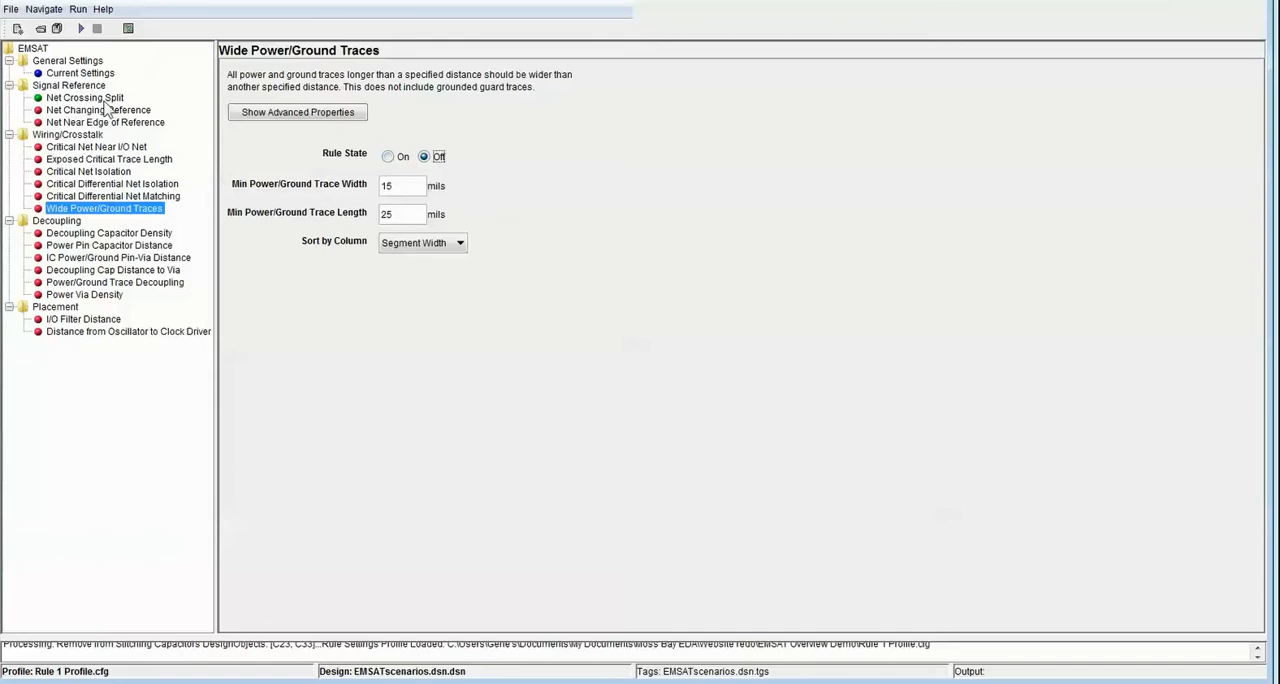 File Navigate Run Help
EMSAT
General Settings
Current Settings
Signal Reference
Net Crossing Split
Net Changing Reference
Net Near Edge of Reference
Wiring/Crosstalk
Critical Net Near I/O Net
Exposed Critical Trace Length
Critical Net Isolation
Critical Differential Net Isolation
Critical Differential Net Matching
Wide Power/Ground Traces
Decoupling
Decoupling Capacitor Density
Power Pin Capacitor Distance
IC Power/Ground Pin-Via Distance
Decoupling Cap Distance to Via
Power/Ground Trace Decoupling
Power Via Density
Placement
I/O Filter Distance
Distance from Oscillator to Clock Driver
Wide Power/Ground Traces
All power and ground traces longer than a specified distance should be wider than
another specified distance. This does not include grounded guard traces.
Show Advanced Properties
Rule State On Off
Min Power/Ground Trace Width 15 mils
Min Power/Ground Trace Length 25 mils
Sort by Column Segment Width
Processing: Remove from Stitching Capacitors DesignObjects: [C23, C33]...Rule Settings Profile Loaded: C:\Users\Gene's\Documents\My Documents\Moss Bay EDA\Website redo\EMSAT Overview Demo\Rule 1 Profile.cfg
Profile: Rule 1 Profile.cfg Design: EMSATscenarios.dsn.dsn Tags: EMSATscenarios.dsn.tgs Output: